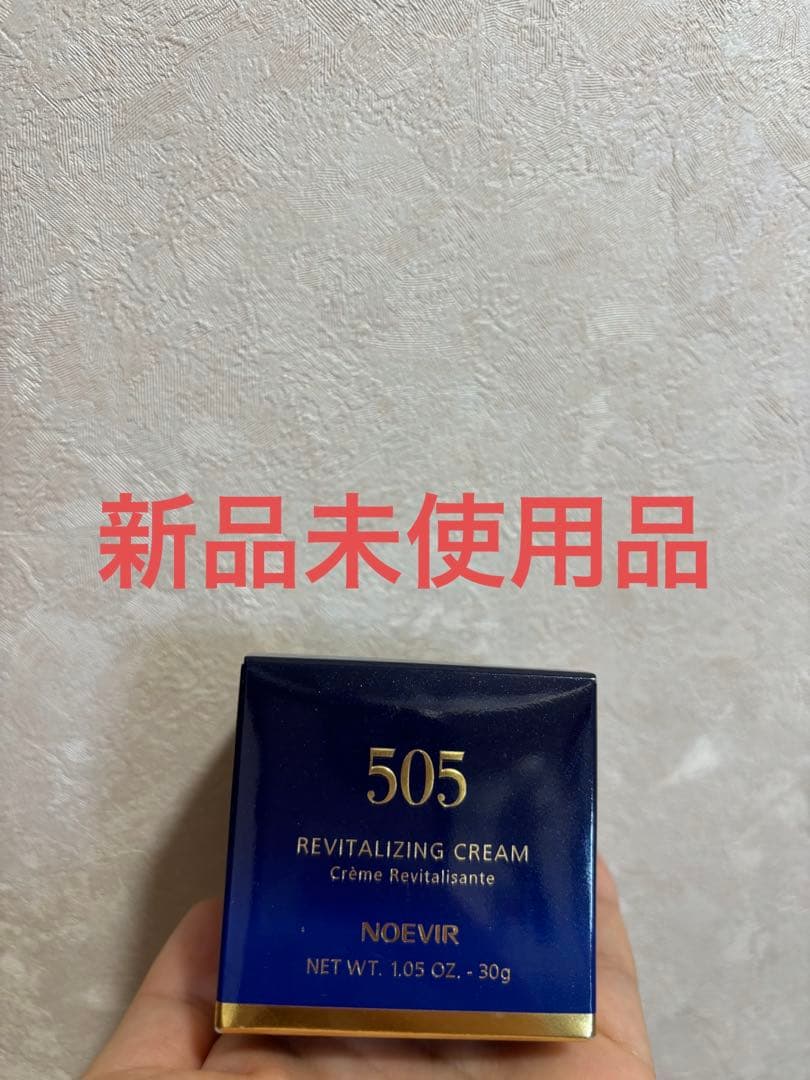 新品未使用品
505
REVITALIZING CREAM
Crème Revitalisante
NOEVIR
NET WT. 1.05 OZ. - 30g